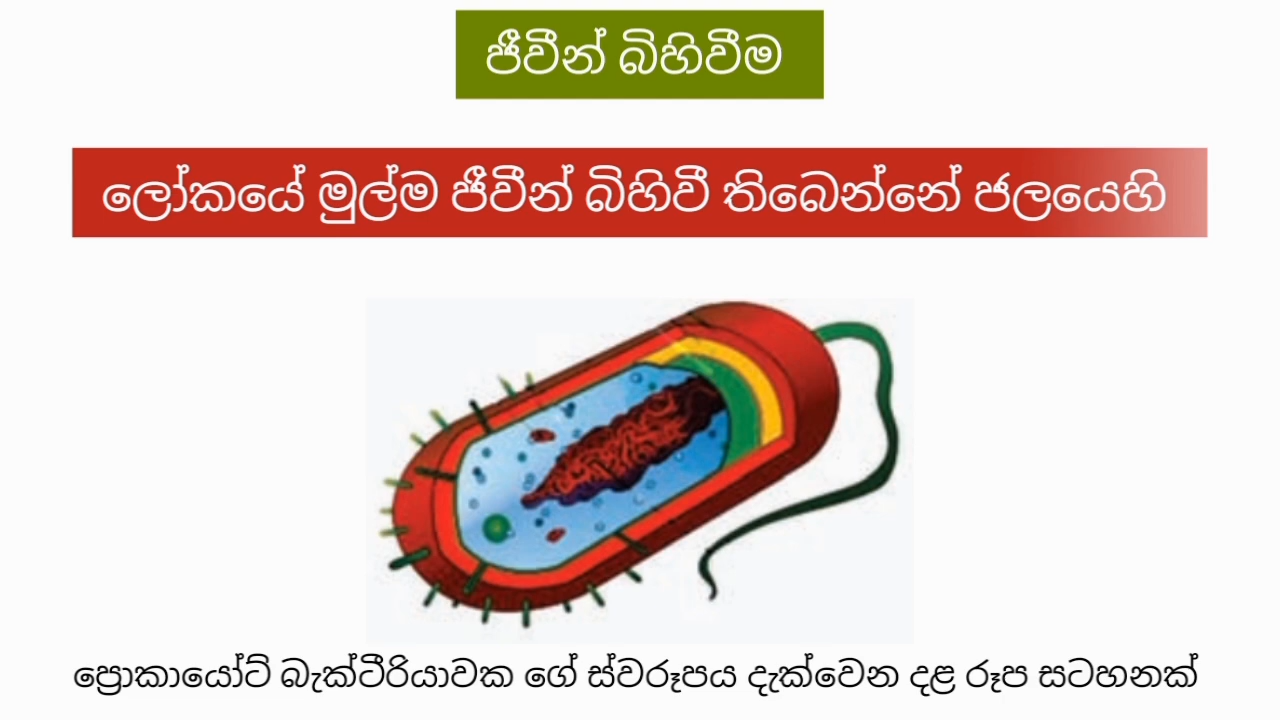 ජීවීන් බිහිවීම
ලෝකයේ මුල්ම ජීවීන් බිහිවී තිබෙන්නේ ජලයෙහි
ප්‍රොකායෝට් බැක්ටීරියාවක ගේ ස්වරූපය දැක්වෙන දළ රූප සටහනක්